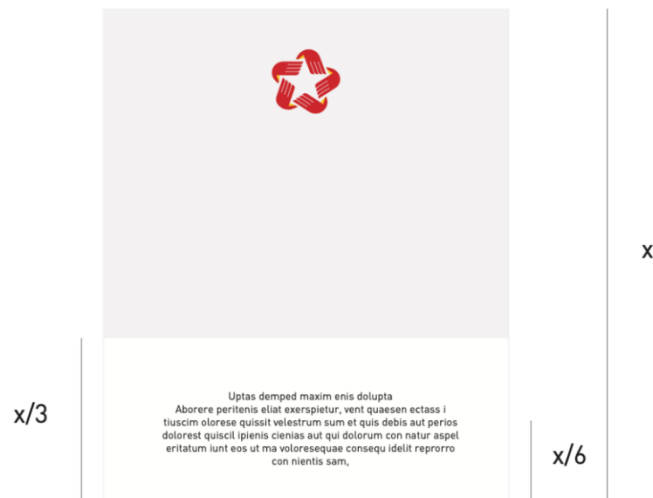 x
x/3
Uptas demped maxim enis dolupta
Aborere peritenis eliat exerspietur, vent quaesen ectass i
tiuscim olorese quissit velestrum sum et quis debis aut perios
dolorest quiscil ipienis cienias aut qui dolorum con natur aspel
eritatum iunt eos ut ma voloresequae consequ idelit reprorro
con nientis sam,
x/6